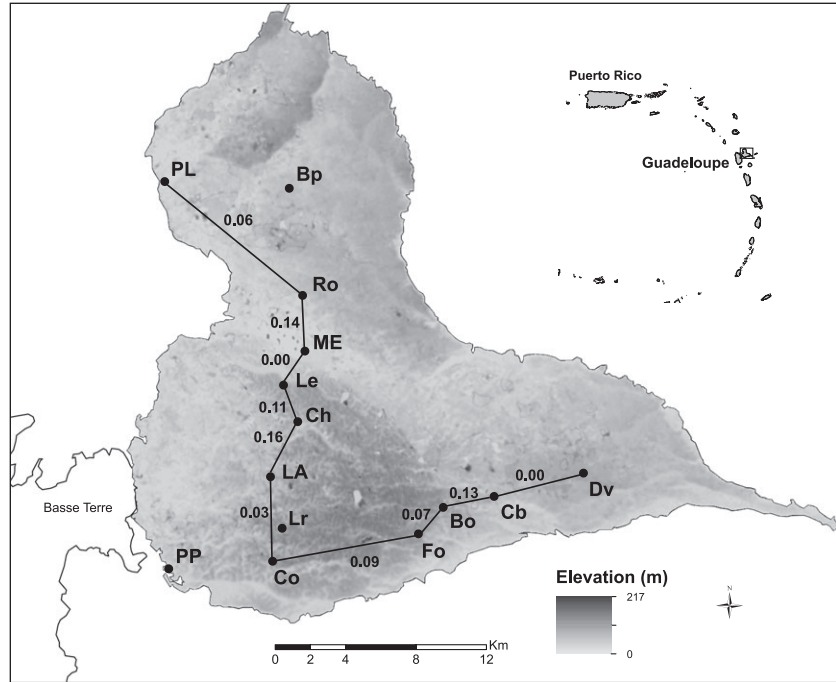 Puerto Rico
Guadeloupe
PL
Bp
0.06
Ro
0.14
ME
0.00
Le
0.11
Ch
0.16
LA
0.00
Dv
0.13
Cb
Bo
0.03
Lr
0.07
Fo
Basse Terre
PP
Co
0.09
Elevation (m)
217
0
N
Km
0 2 4 8 12